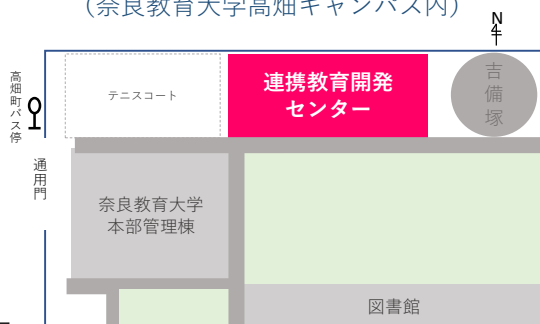 （奈良教育大学高畑キャンパス内）
N
高畑町バス停
テニスコート
連携教育開発
センター
吉備塚
通用門
奈良教育大学
本部管理棟
図書館